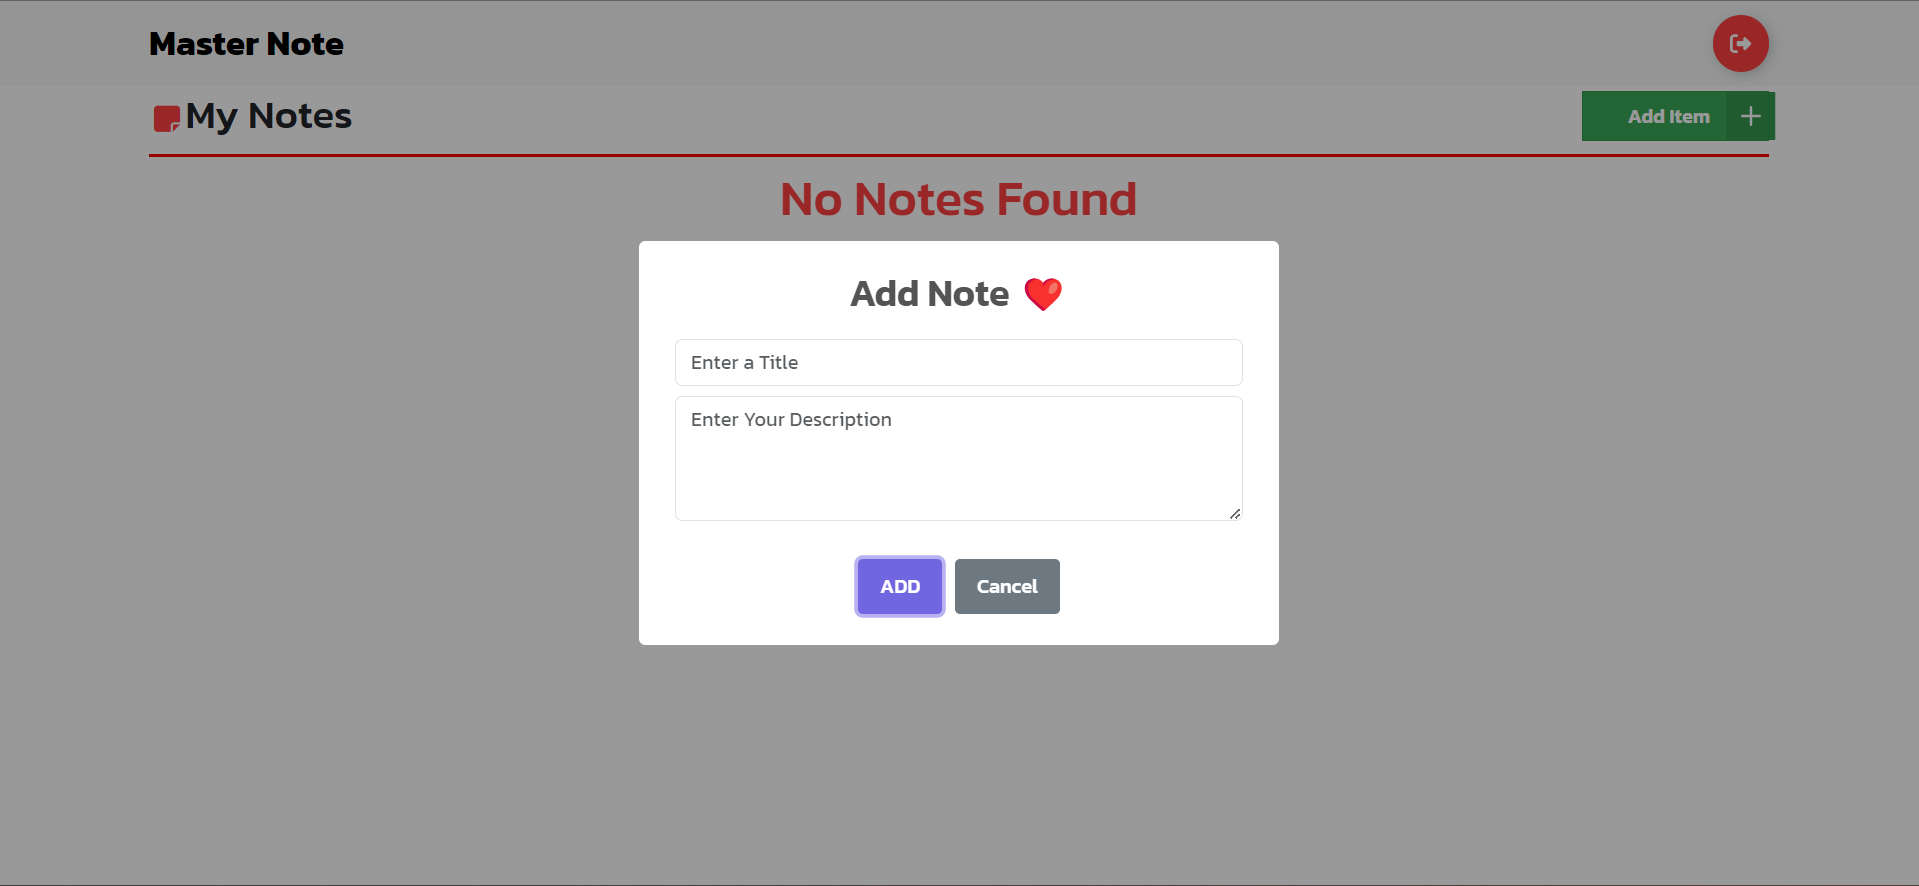 Master Note
My Notes
Add Item
No Notes Found
Add Note
Enter a Title
Enter Your Description
ADD
Cancel